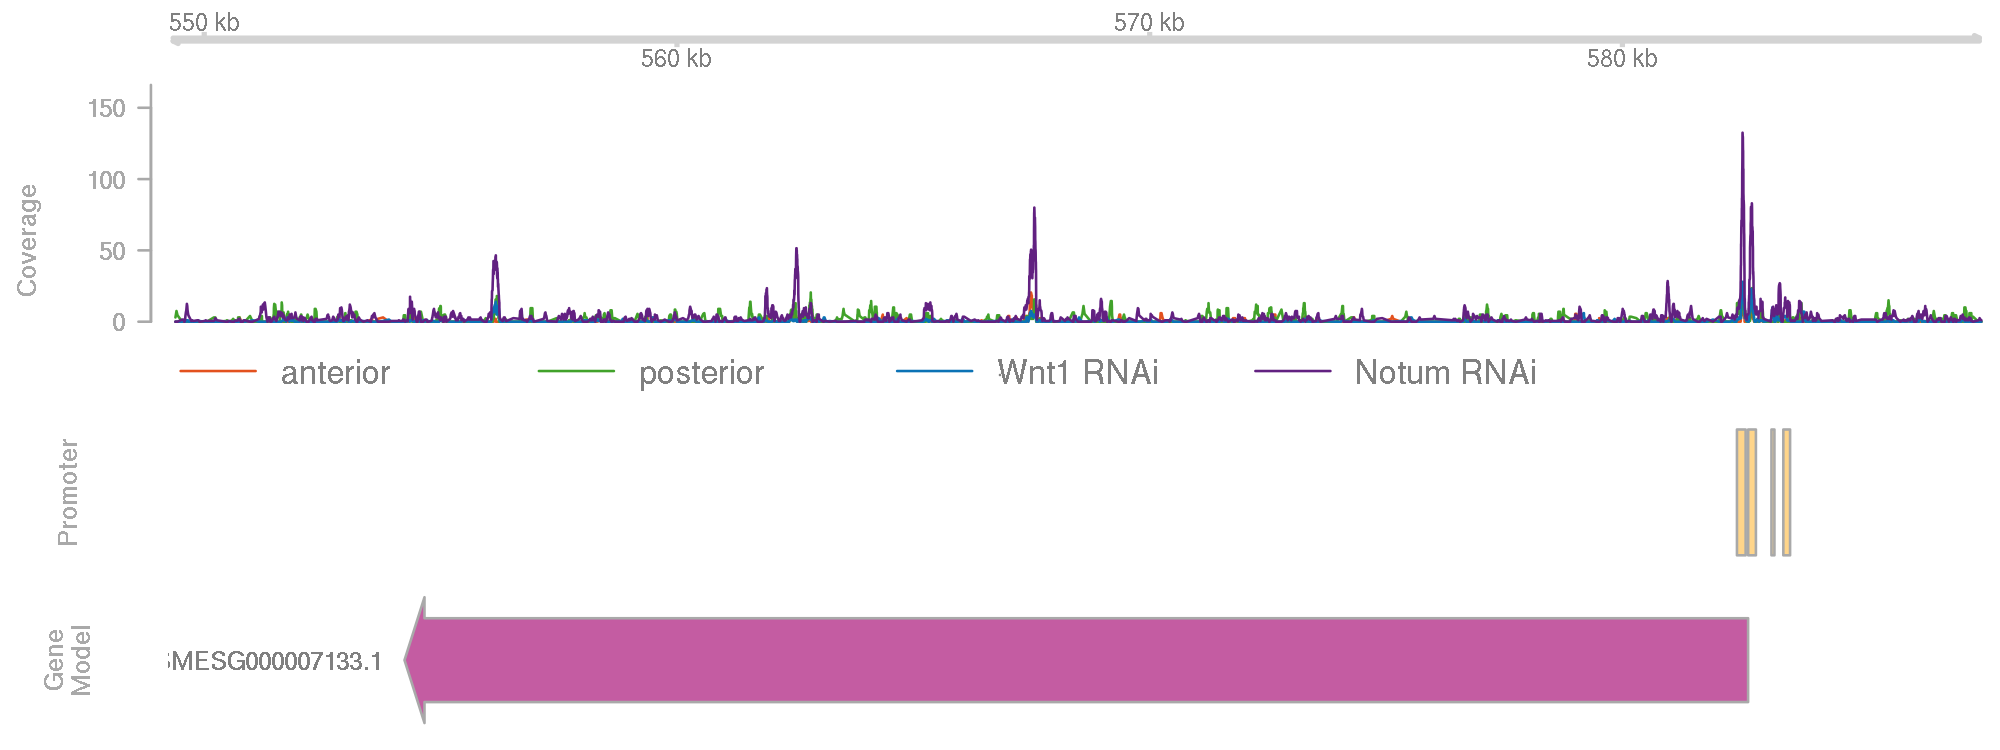 550 kb
570 kb
560 kb
580 kb
150
100
50
0
Coverage
anterior posterior Wnt1 RNAi Notum RNAi
Promoter
Gene
Model
MESG000007133.1